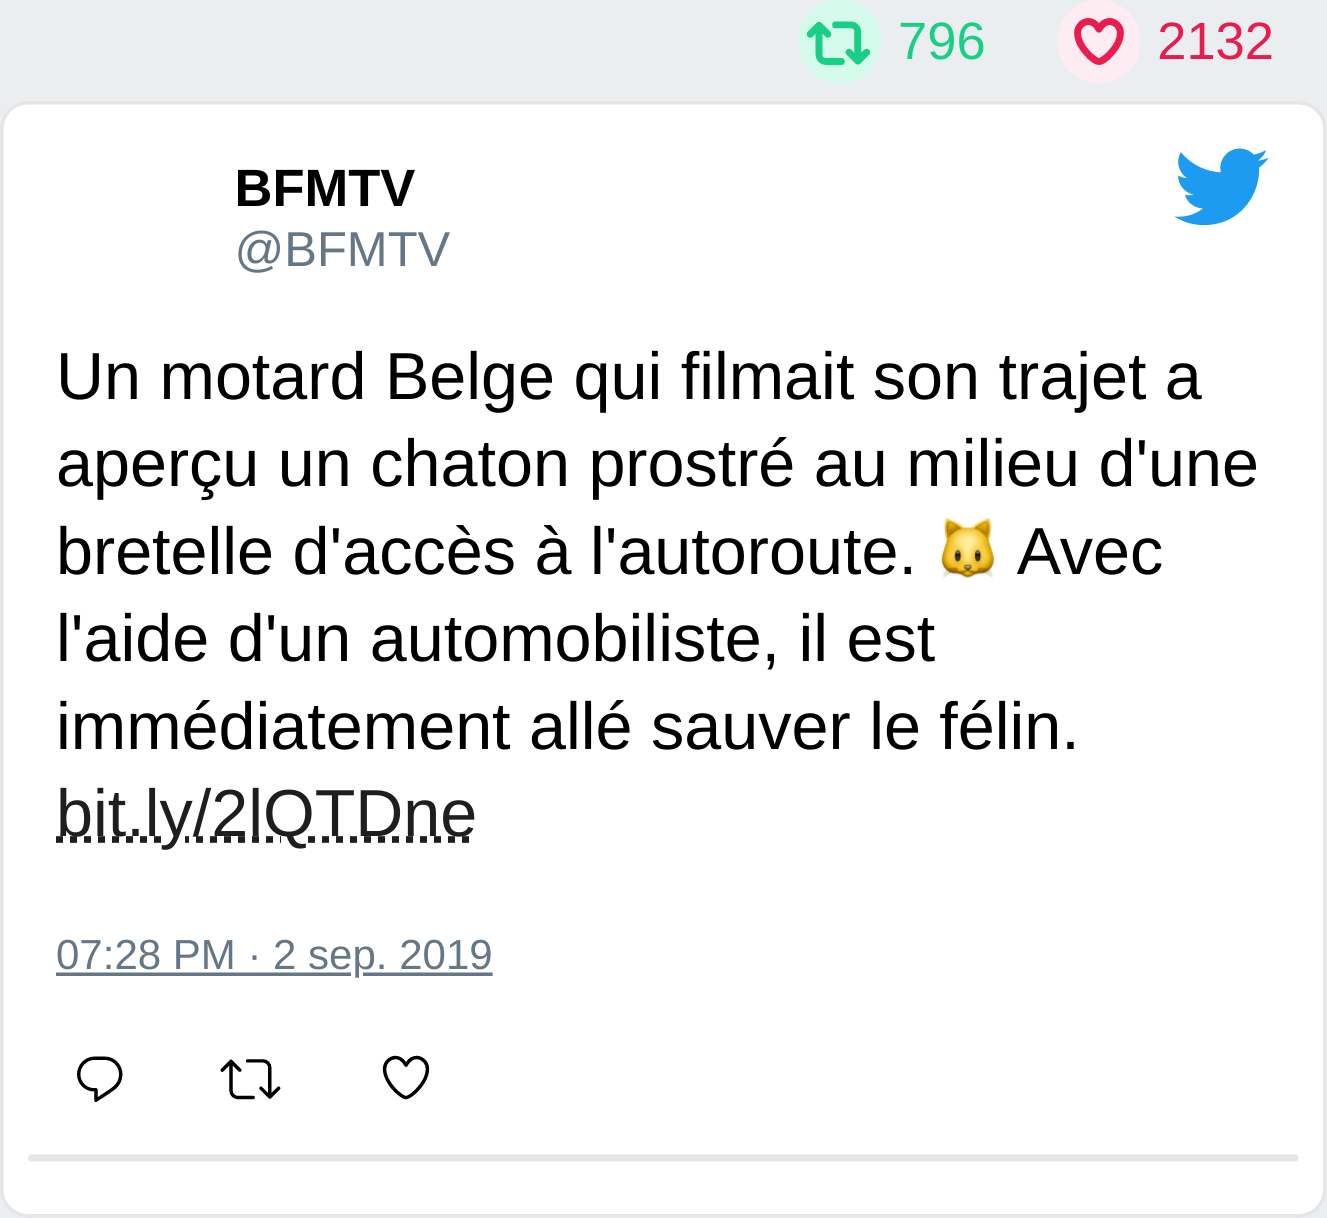 796 2132
BFMTV
@BFMTV
Un motard Belge qui filmait son trajet a
aperçu un chaton prostré au milieu d'une
bretelle d'accès à l'autoroute. 🐱 Avec
l'aide d'un automobiliste, il est
immédiatement allé sauver le félin.
bit.ly/2lQTDne
07:28 PM · 2 sep. 2019